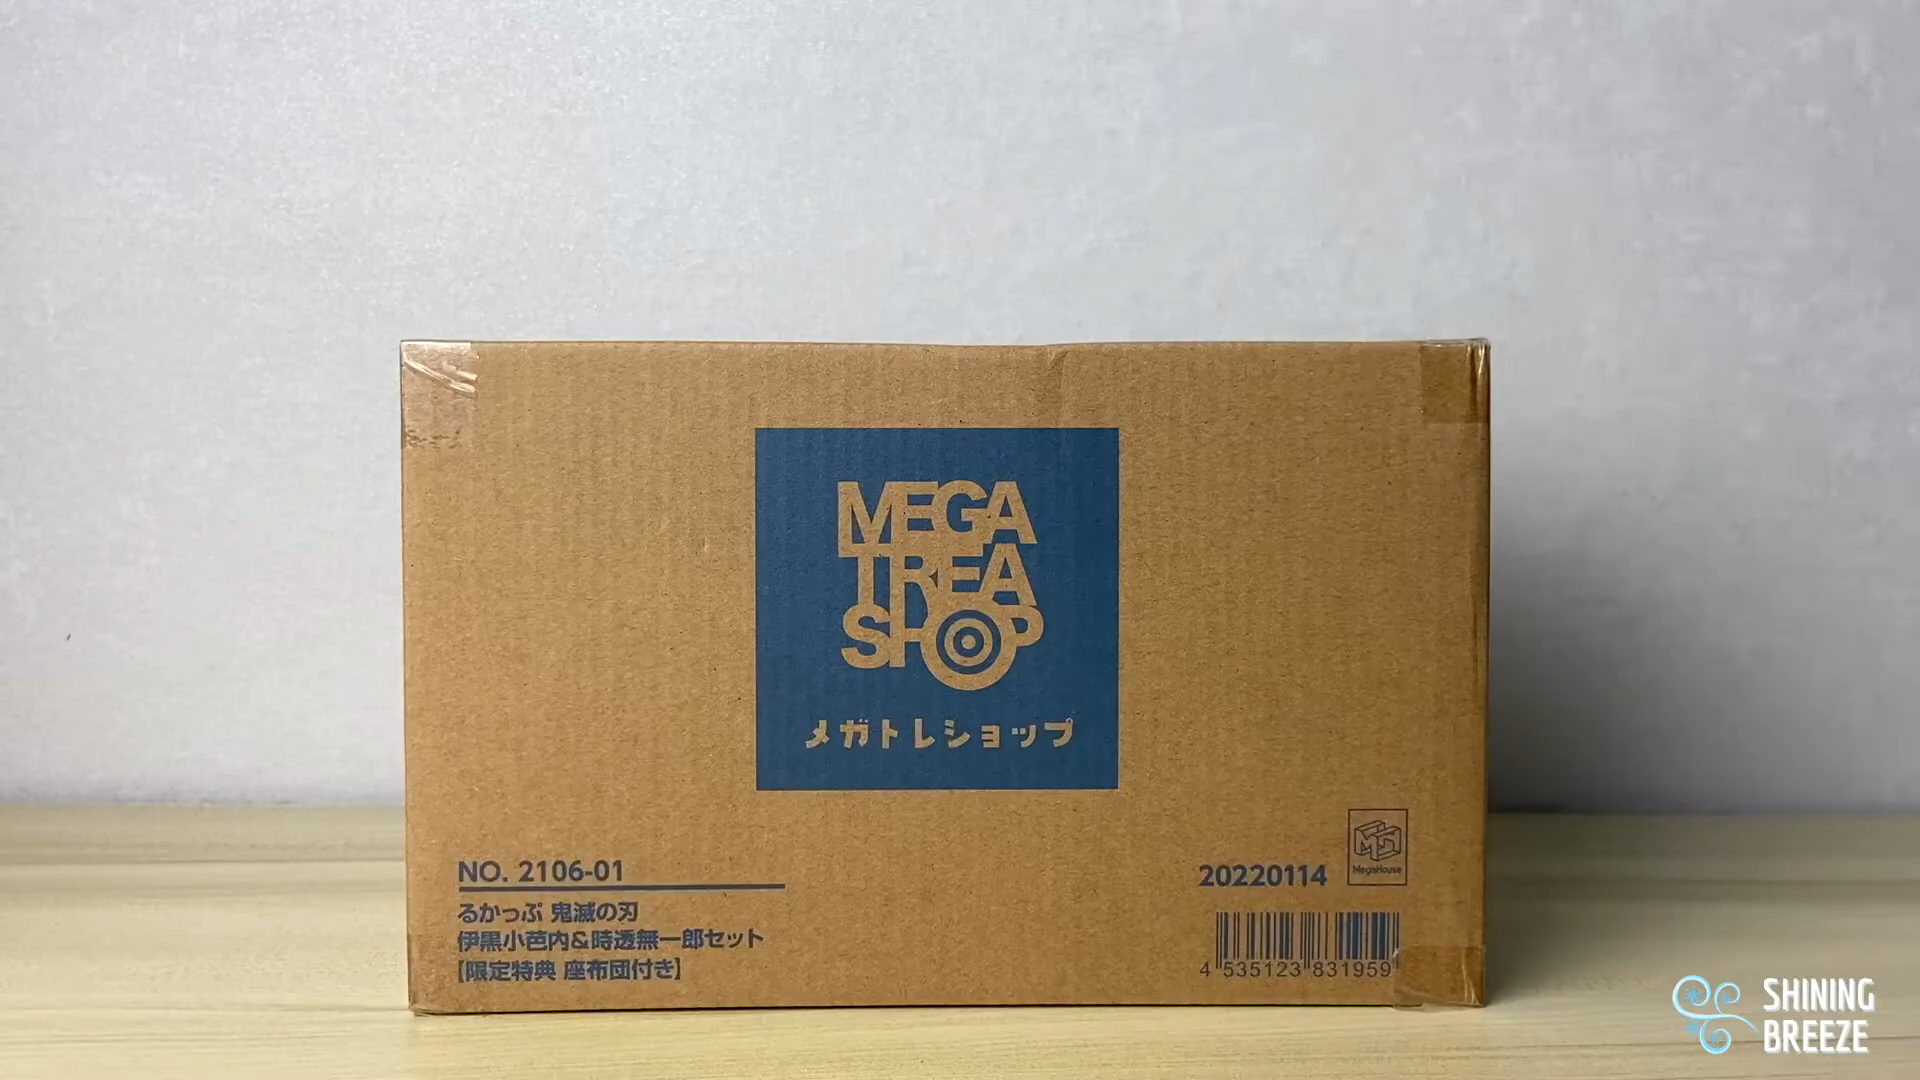 MEGA
TREA
SHOP
メガトレショップ
NO. 2106-01
るかっぷ 鬼滅の刃
伊黒小芭内&時透無一郎セット
【限定特典 座布団付き】
20220114
MegaHouse
4 535123 831959
SHINING
BREEZE